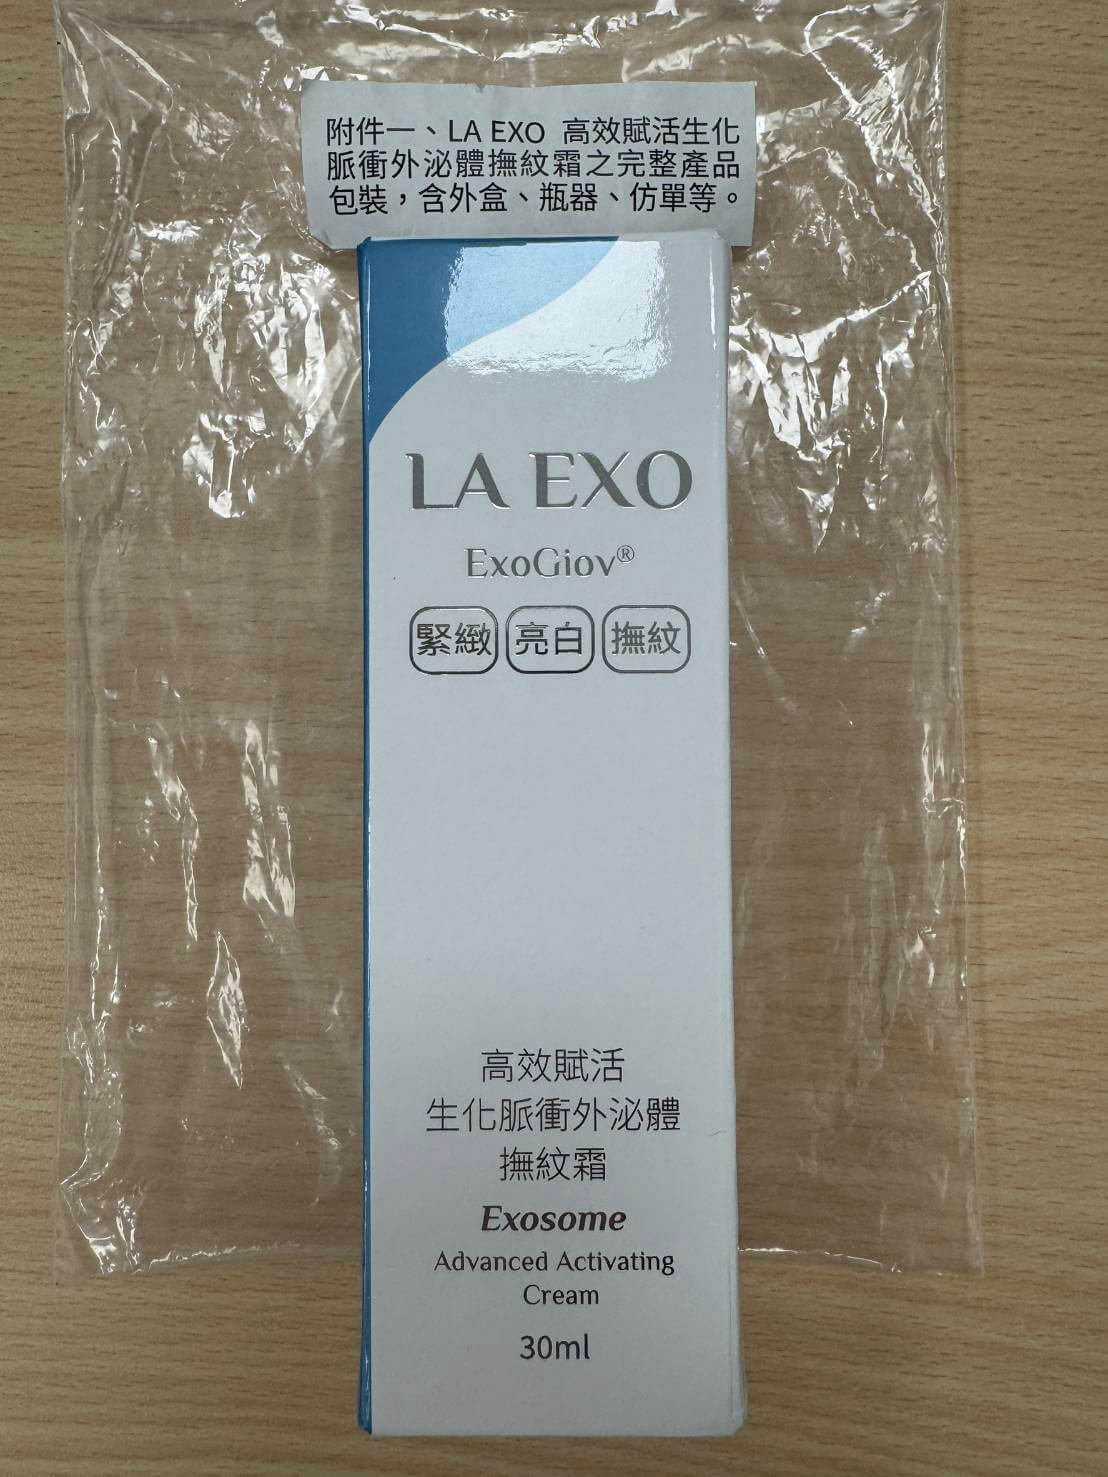 附件一、LA EXO 高效賦活生化
脈衝外泌體撫紋霜之完整產品
包裝，含外盒、瓶器、仿單等。
LA EXO
ExoGiov®
緊緻 亮白 撫紋
高效賦活
生化脈衝外泌體
撫紋霜
Exosome
Advanced Activating
Cream
30ml